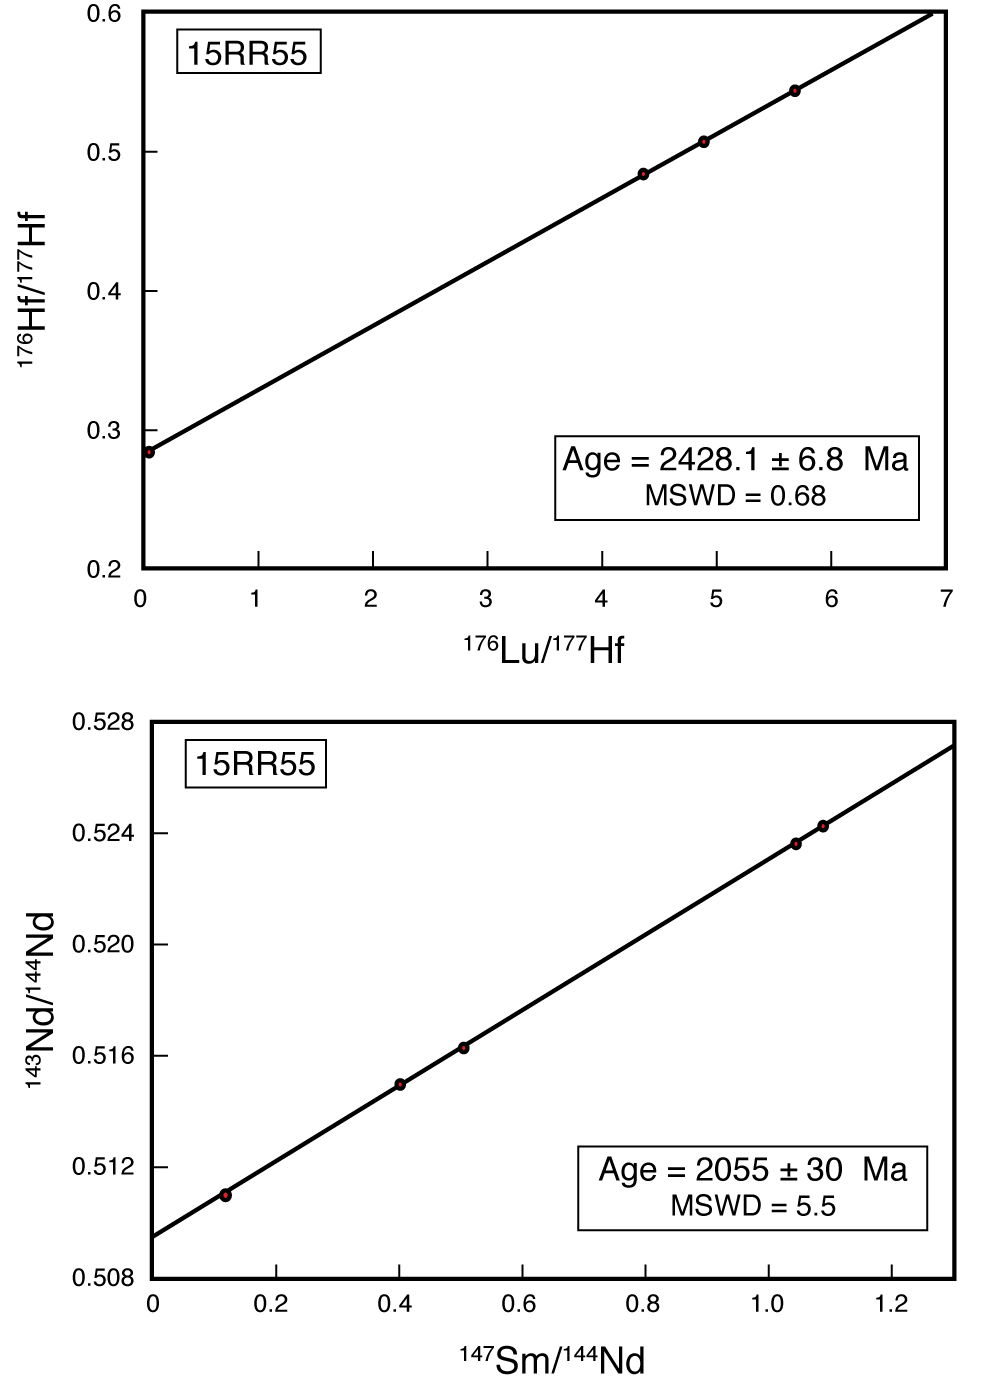 0.6
15RR55
0.5
0.4
0.3
0.2
¹⁷⁶Hf/¹⁷⁷Hf
Age = 2428.1 ± 6.8 Ma
MSWD = 0.68
0 1 2 3 4 5 6 7
¹⁷⁶Lu/¹⁷⁷Hf
0.528
15RR55
0.524
0.520
0.516
0.512
0.508
¹⁴³Nd/¹⁴⁴Nd
Age = 2055 ± 30 Ma
MSWD = 5.5
0 0.2 0.4 0.6 0.8 1.0 1.2
¹⁴⁷Sm/¹⁴⁴Nd